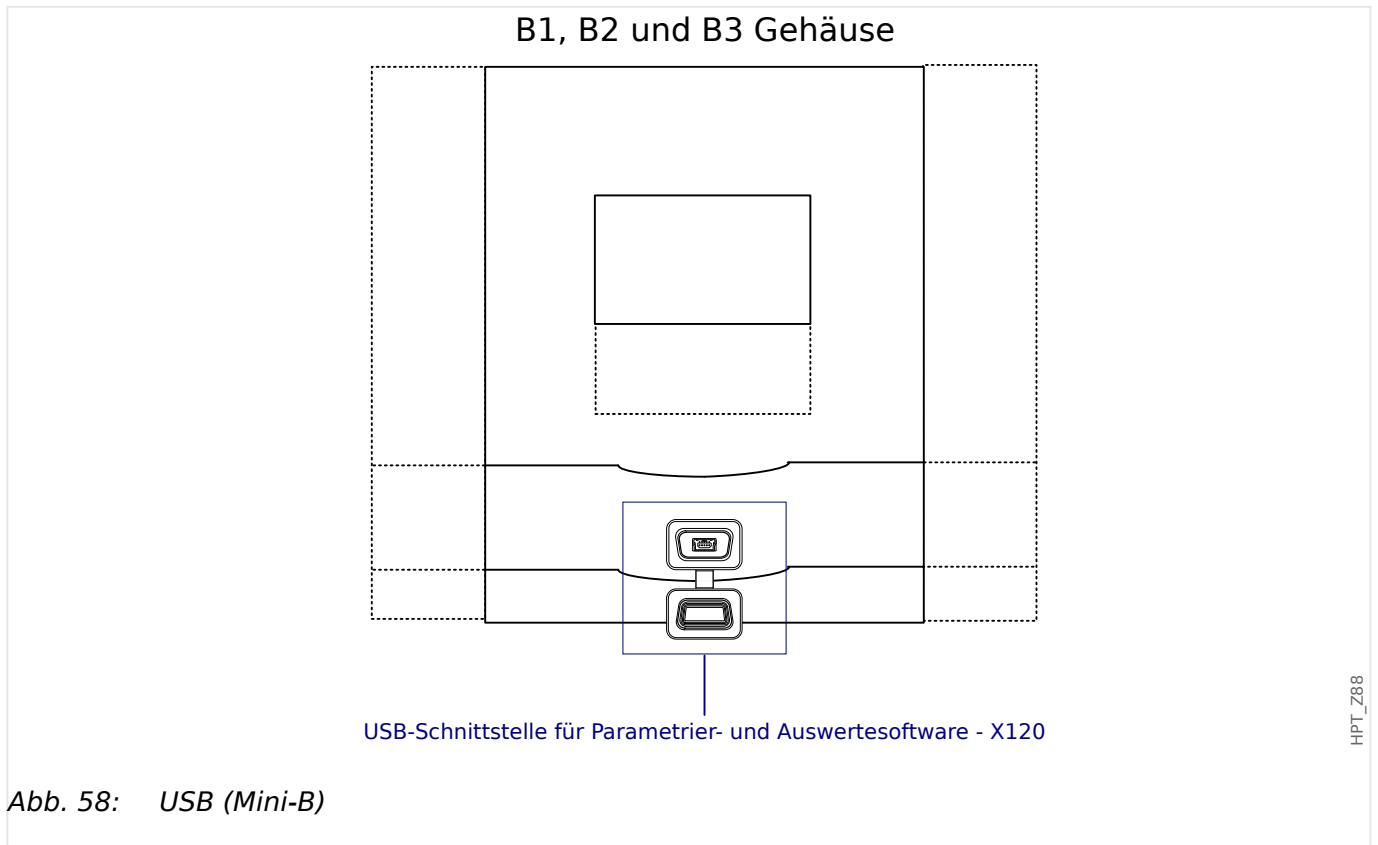 B1, B2 und B3 Gehäuse
USB-Schnittstelle für Parametrier- und Auswertesoftware - X120
HPT_Z88
Abb. 58: USB (Mini-B)